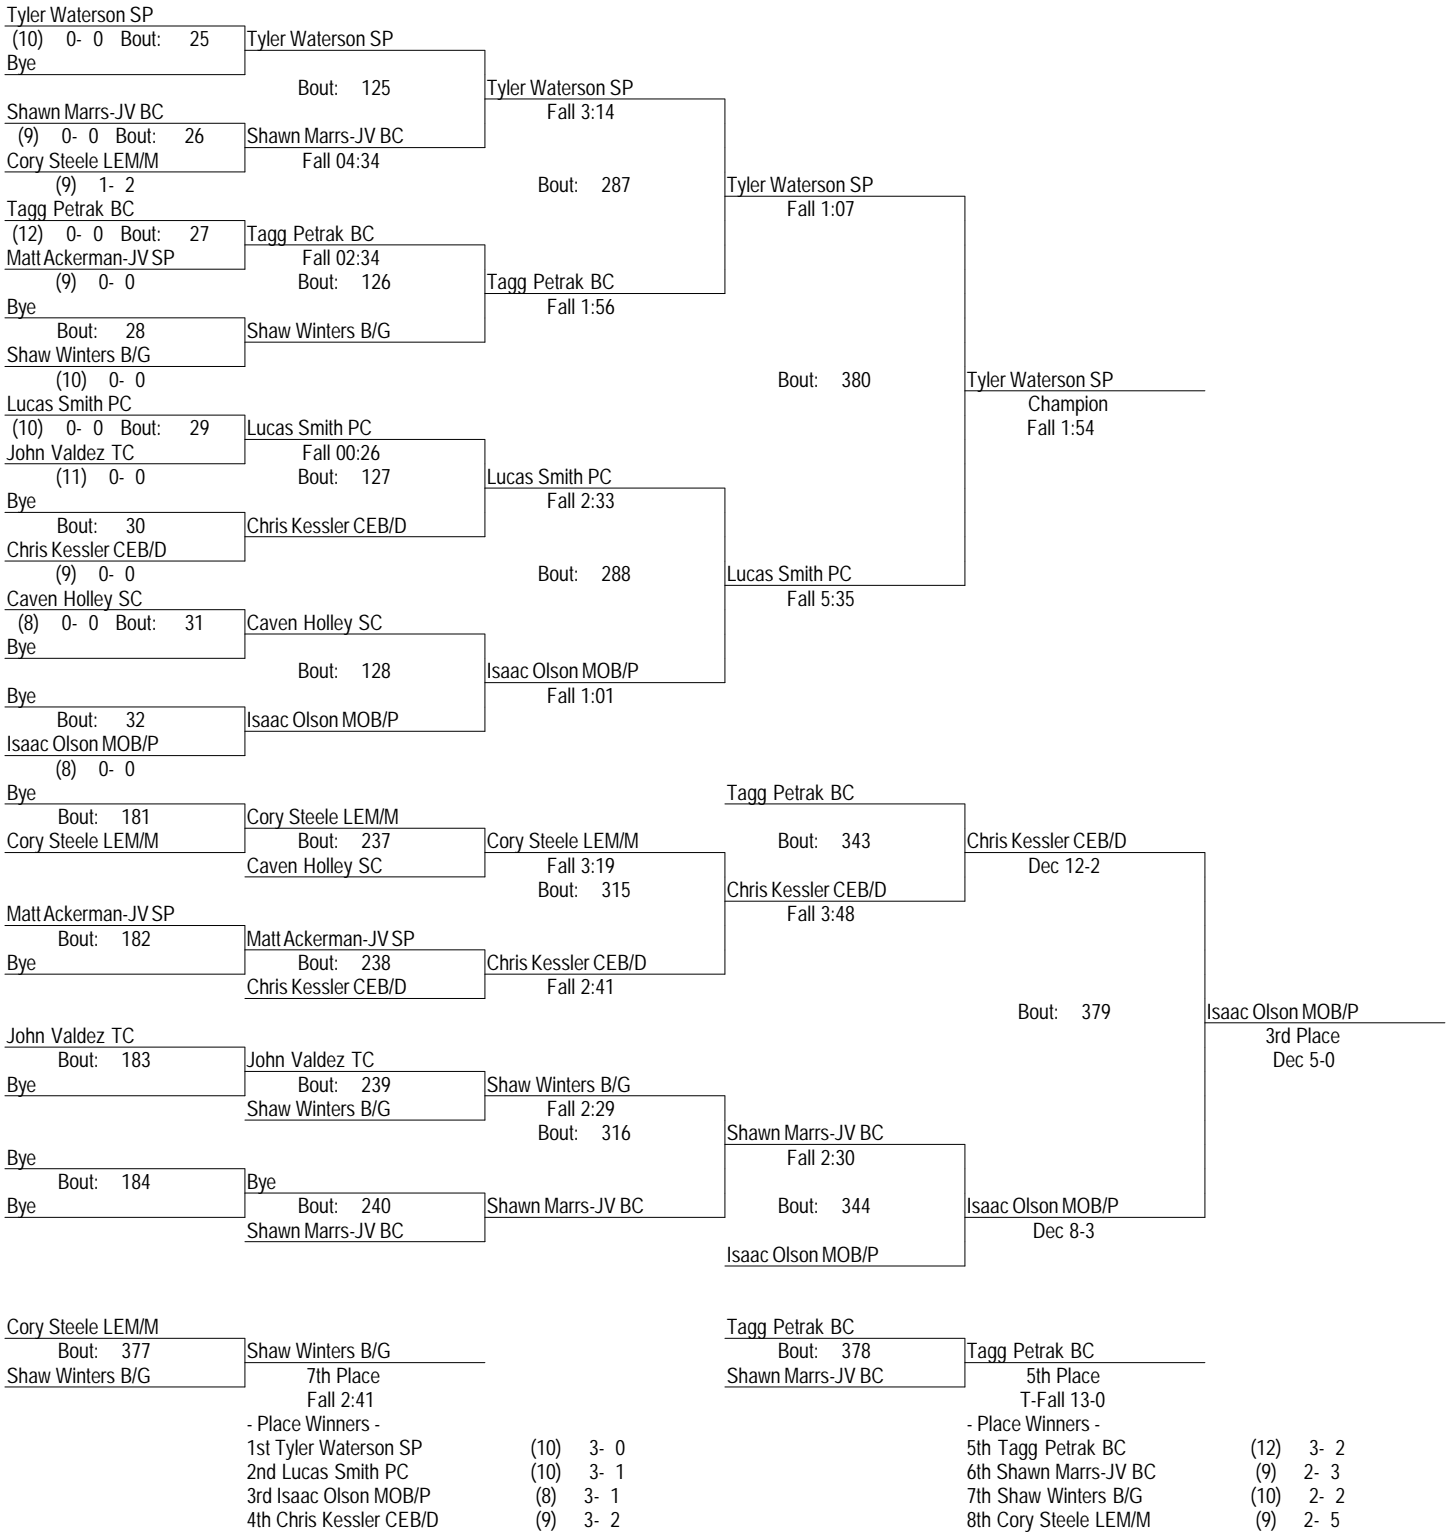 Tyler Waterson SP
(10) 0- 0 Bout: 25 Tyler Waterson SP
Bye
Bout: 125 Tyler Waterson SP
Shawn Marrs-JV BC Fall 3:14
(9) 0- 0 Bout: 26 Shawn Marrs-JV BC
Cory Steele LEM/M Fall 04:34
(9) 1- 2 Bout: 287 Tyler Waterson SP
Tagg Petrak BC Fall 1:07
(12) 0- 0 Bout: 27 Tagg Petrak BC
Matt Ackerman-JV SP Fall 02:34
(9) 0- 0 Bout: 126 Tagg Petrak BC
Bye Fall 1:56
Bout: 28 Shaw Winters B/G
Shaw Winters B/G
(10) 0- 0 Bout: 380 Tyler Waterson SP
Lucas Smith PC Champion
(10) 0- 0 Bout: 29 Lucas Smith PC Fall 1:54
John Valdez TC Fall 00:26
(11) 0- 0 Bout: 127 Lucas Smith PC
Bye Fall 2:33
Bout: 30 Chris Kessler CEB/D
Chris Kessler CEB/D
(9) 0- 0 Bout: 288 Lucas Smith PC
Caven Holley SC Fall 5:35
(8) 0- 0 Bout: 31 Caven Holley SC
Bye
Bout: 128 Isaac Olson MOB/P
Bye Fall 1:01
Bout: 32 Isaac Olson MOB/P
Isaac Olson MOB/P
(8) 0- 0
Bye Tagg Petrak BC
Bout: 181 Cory Steele LEM/M
Cory Steele LEM/M Bout: 237 Cory Steele LEM/M Bout: 343 Chris Kessler CEB/D
Caven Holley SC Fall 3:19 Dec 12-2
Bout: 315 Chris Kessler CEB/D
Matt Ackerman-JV SP Fall 3:48
Bout: 182 Matt Ackerman-JV SP
Bye Bout: 238 Chris Kessler CEB/D
Chris Kessler CEB/D Fall 2:41
Bout: 379 Isaac Olson MOB/P
John Valdez TC 3rd Place
Bout: 183 John Valdez TC Dec 5-0
Bye Bout: 239 Shaw Winters B/G
Shaw Winters B/G Fall 2:29
Bout: 316 Shawn Marrs-JV BC
Bye Fall 2:30
Bout: 184 Bye
Bye Bout: 240 Shawn Marrs-JV BC Bout: 344 Isaac Olson MOB/P
Shawn Marrs-JV BC Dec 8-3
Isaac Olson MOB/P
Cory Steele LEM/M Tagg Petrak BC
Bout: 377 Shaw Winters B/G Bout: 378 Tagg Petrak BC
Shaw Winters B/G 7th Place Shawn Marrs-JV BC 5th Place
Fall 2:41 T-Fall 13-0
- Place Winners - - Place Winners -
1st Tyler Waterson SP (10) 3- 0 5th Tagg Petrak BC (12) 3- 2
2nd Lucas Smith PC (10) 3- 1 6th Shawn Marrs-JV BC (9) 2- 3
3rd Isaac Olson MOB/P (8) 3- 1 7th Shaw Winters B/G (10) 2- 2
4th Chris Kessler CEB/D (9) 3- 2 8th Cory Steele LEM/M (9) 2- 5